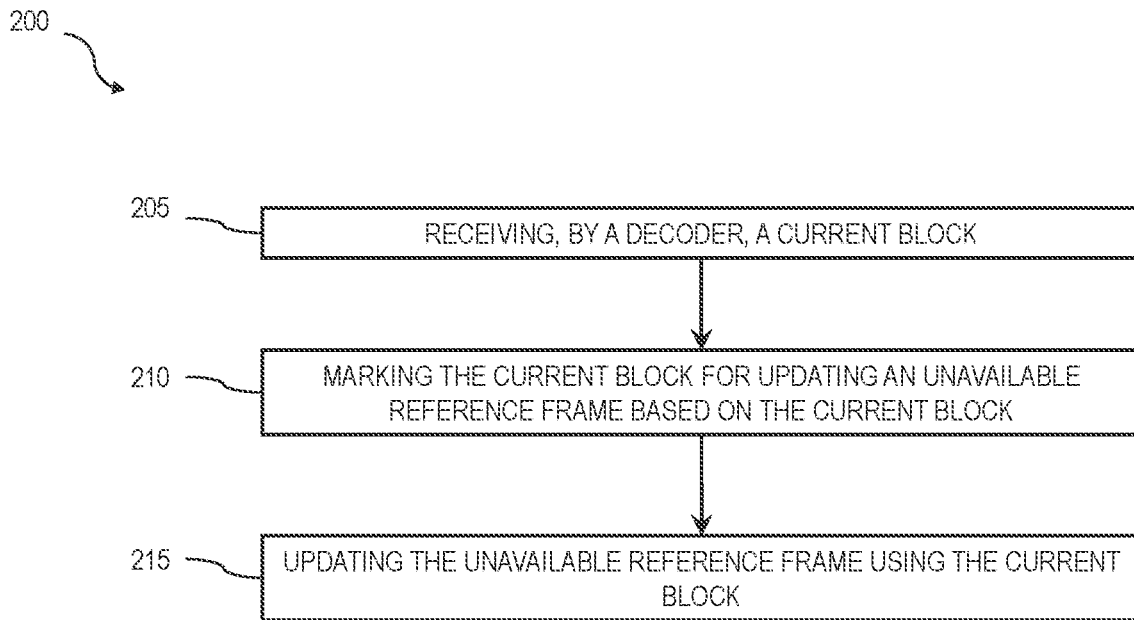 200
205
RECEIVING, BY A DECODER, A CURRENT BLOCK
210
MARKING THE CURRENT BLOCK FOR UPDATING AN UNAVAILABLE
REFERENCE FRAME BASED ON THE CURRENT BLOCK
215
UPDATING THE UNAVAILABLE REFERENCE FRAME USING THE CURRENT
BLOCK